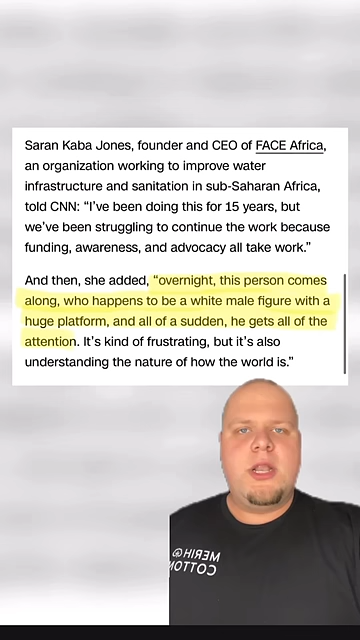 Saran Kaba Jones, founder and CEO of FACE Africa,
an organization working to improve water
infrastructure and sanitation in sub-Saharan Africa,
told CNN: “I’ve been doing this for 15 years, but
we’ve been struggling to continue the work because
funding, awareness, and advocacy all take work.”
And then, she added, “overnight, this person comes
along, who happens to be a white male figure with a
huge platform, and all of a sudden, he gets all of the
attention. It’s kind of frustrating, but it’s also
understanding the nature of how the world is.”
MERIH @
COTTON